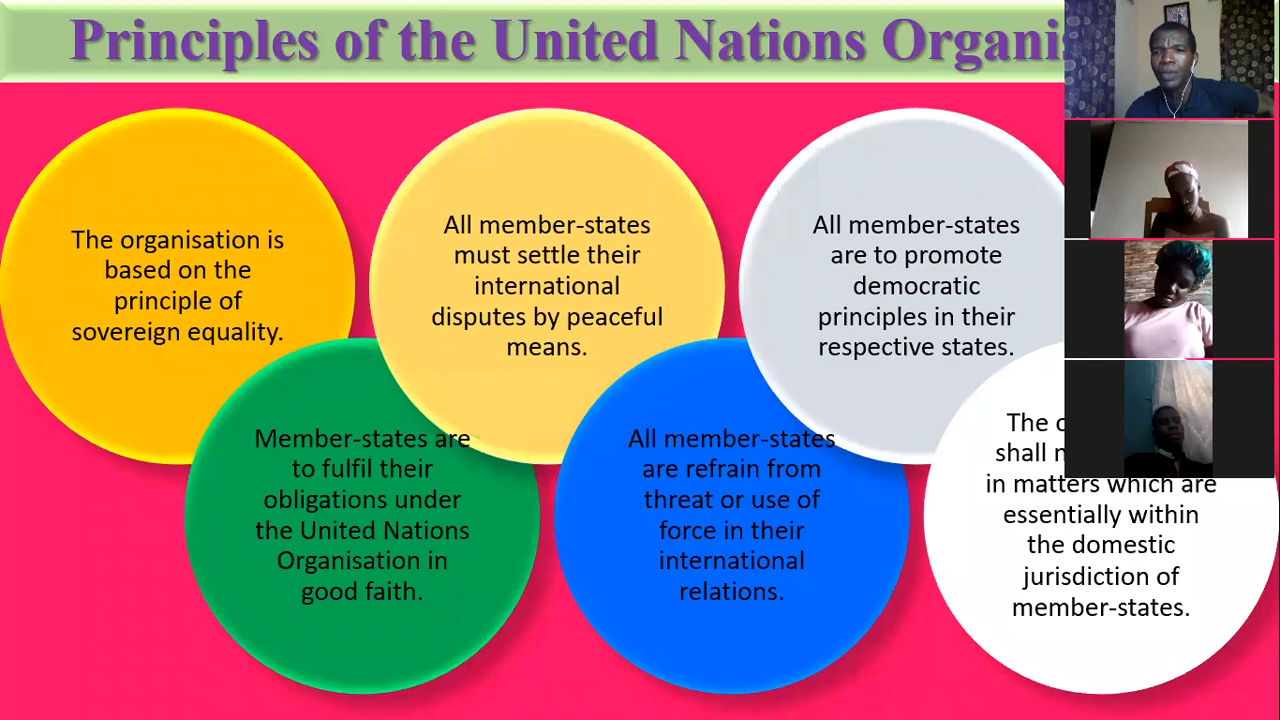 Principles of the United Nations
The organisation is
based on the
principle of
sovereign equality.
Member-states are
to fulfil their
obligations under
the United Nations
Organisation in
good faith.
All member-states
must settle their
international
disputes by peaceful
means.
All member-states
are refrain from
threat or use of
force in their
international
relations.
All member-states
are to promote
democratic
principles in their
respective states.
The
shall
in matters which are
essentially within
the domestic
jurisdiction of
member-states.